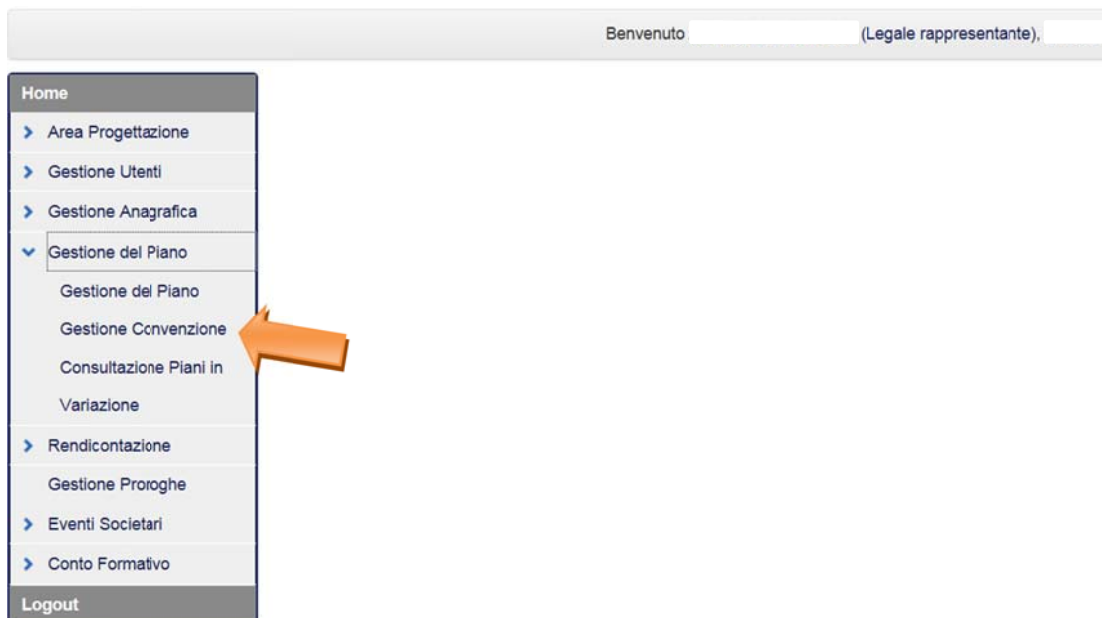 Benvenuto (Legale rappresentante),
Home
Area Progettazione
Gestione Utenti
Gestione Anagrafica
Gestione del Piano
Gestione del Piano
Gestione Convenzione
Consultazione Piani in
Variazione
Rendicontazione
Gestione Proroghe
Eventi Societari
Conto Formativo
Logout